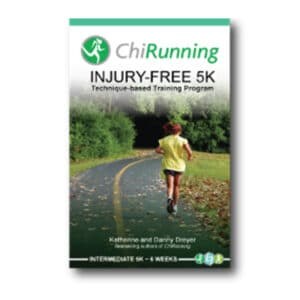 ChiRunning
INJURY-FREE 5K
Technique-based Training Program
Katherine and Danny Dreyer
bestselling authors of ChiRunning
INTERMEDIATE 5K – 6 WEEKS